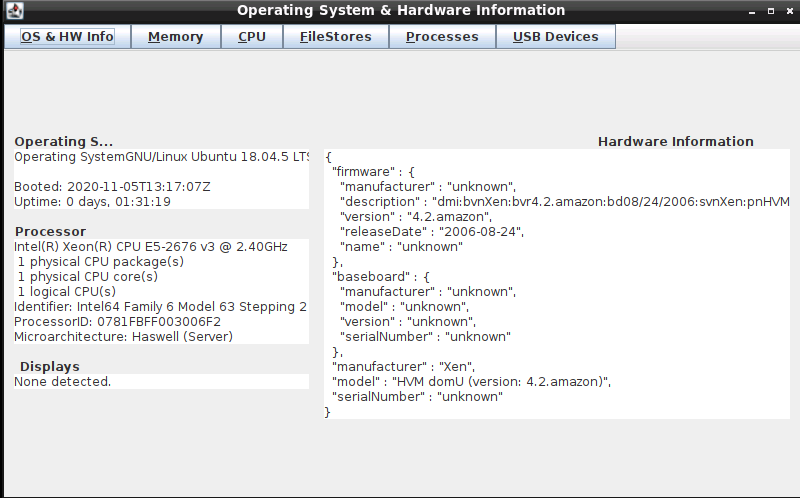 Operating System & Hardware Information
OS & HW Info Memory CPU FileStores Processes USB Devices
Operating S...
Operating SystemGNU/Linux Ubuntu 18.04.5 LTS
Booted: 2020-11-05T13:17:07Z
Uptime: 0 days, 01:31:19
Processor
Intel(R) Xeon(R) CPU E5-2676 v3 @ 2.40GHz
1 physical CPU package(s)
1 physical CPU core(s)
1 logical CPU(s)
Identifier: Intel64 Family 6 Model 63 Stepping 2
ProcessorID: 0781FBFF003006F2
Microarchitecture: Haswell (Server)
Displays
None detected.
Hardware Information
{
"firmware" : {
"manufacturer" : "unknown",
"description" : "dmi:bvnXen:bvr4.2.amazon:bd08/24/2006:svnXen:pnHVM
"version" : "4.2.amazon",
"releaseDate" : "2006-08-24",
"name" : "unknown"
},
"baseboard" : {
"manufacturer" : "unknown",
"model" : "unknown",
"version" : "unknown",
"serialNumber" : "unknown"
},
"manufacturer" : "Xen",
"model" : "HVM domU (version: 4.2.amazon)",
"serialNumber" : "unknown"
}